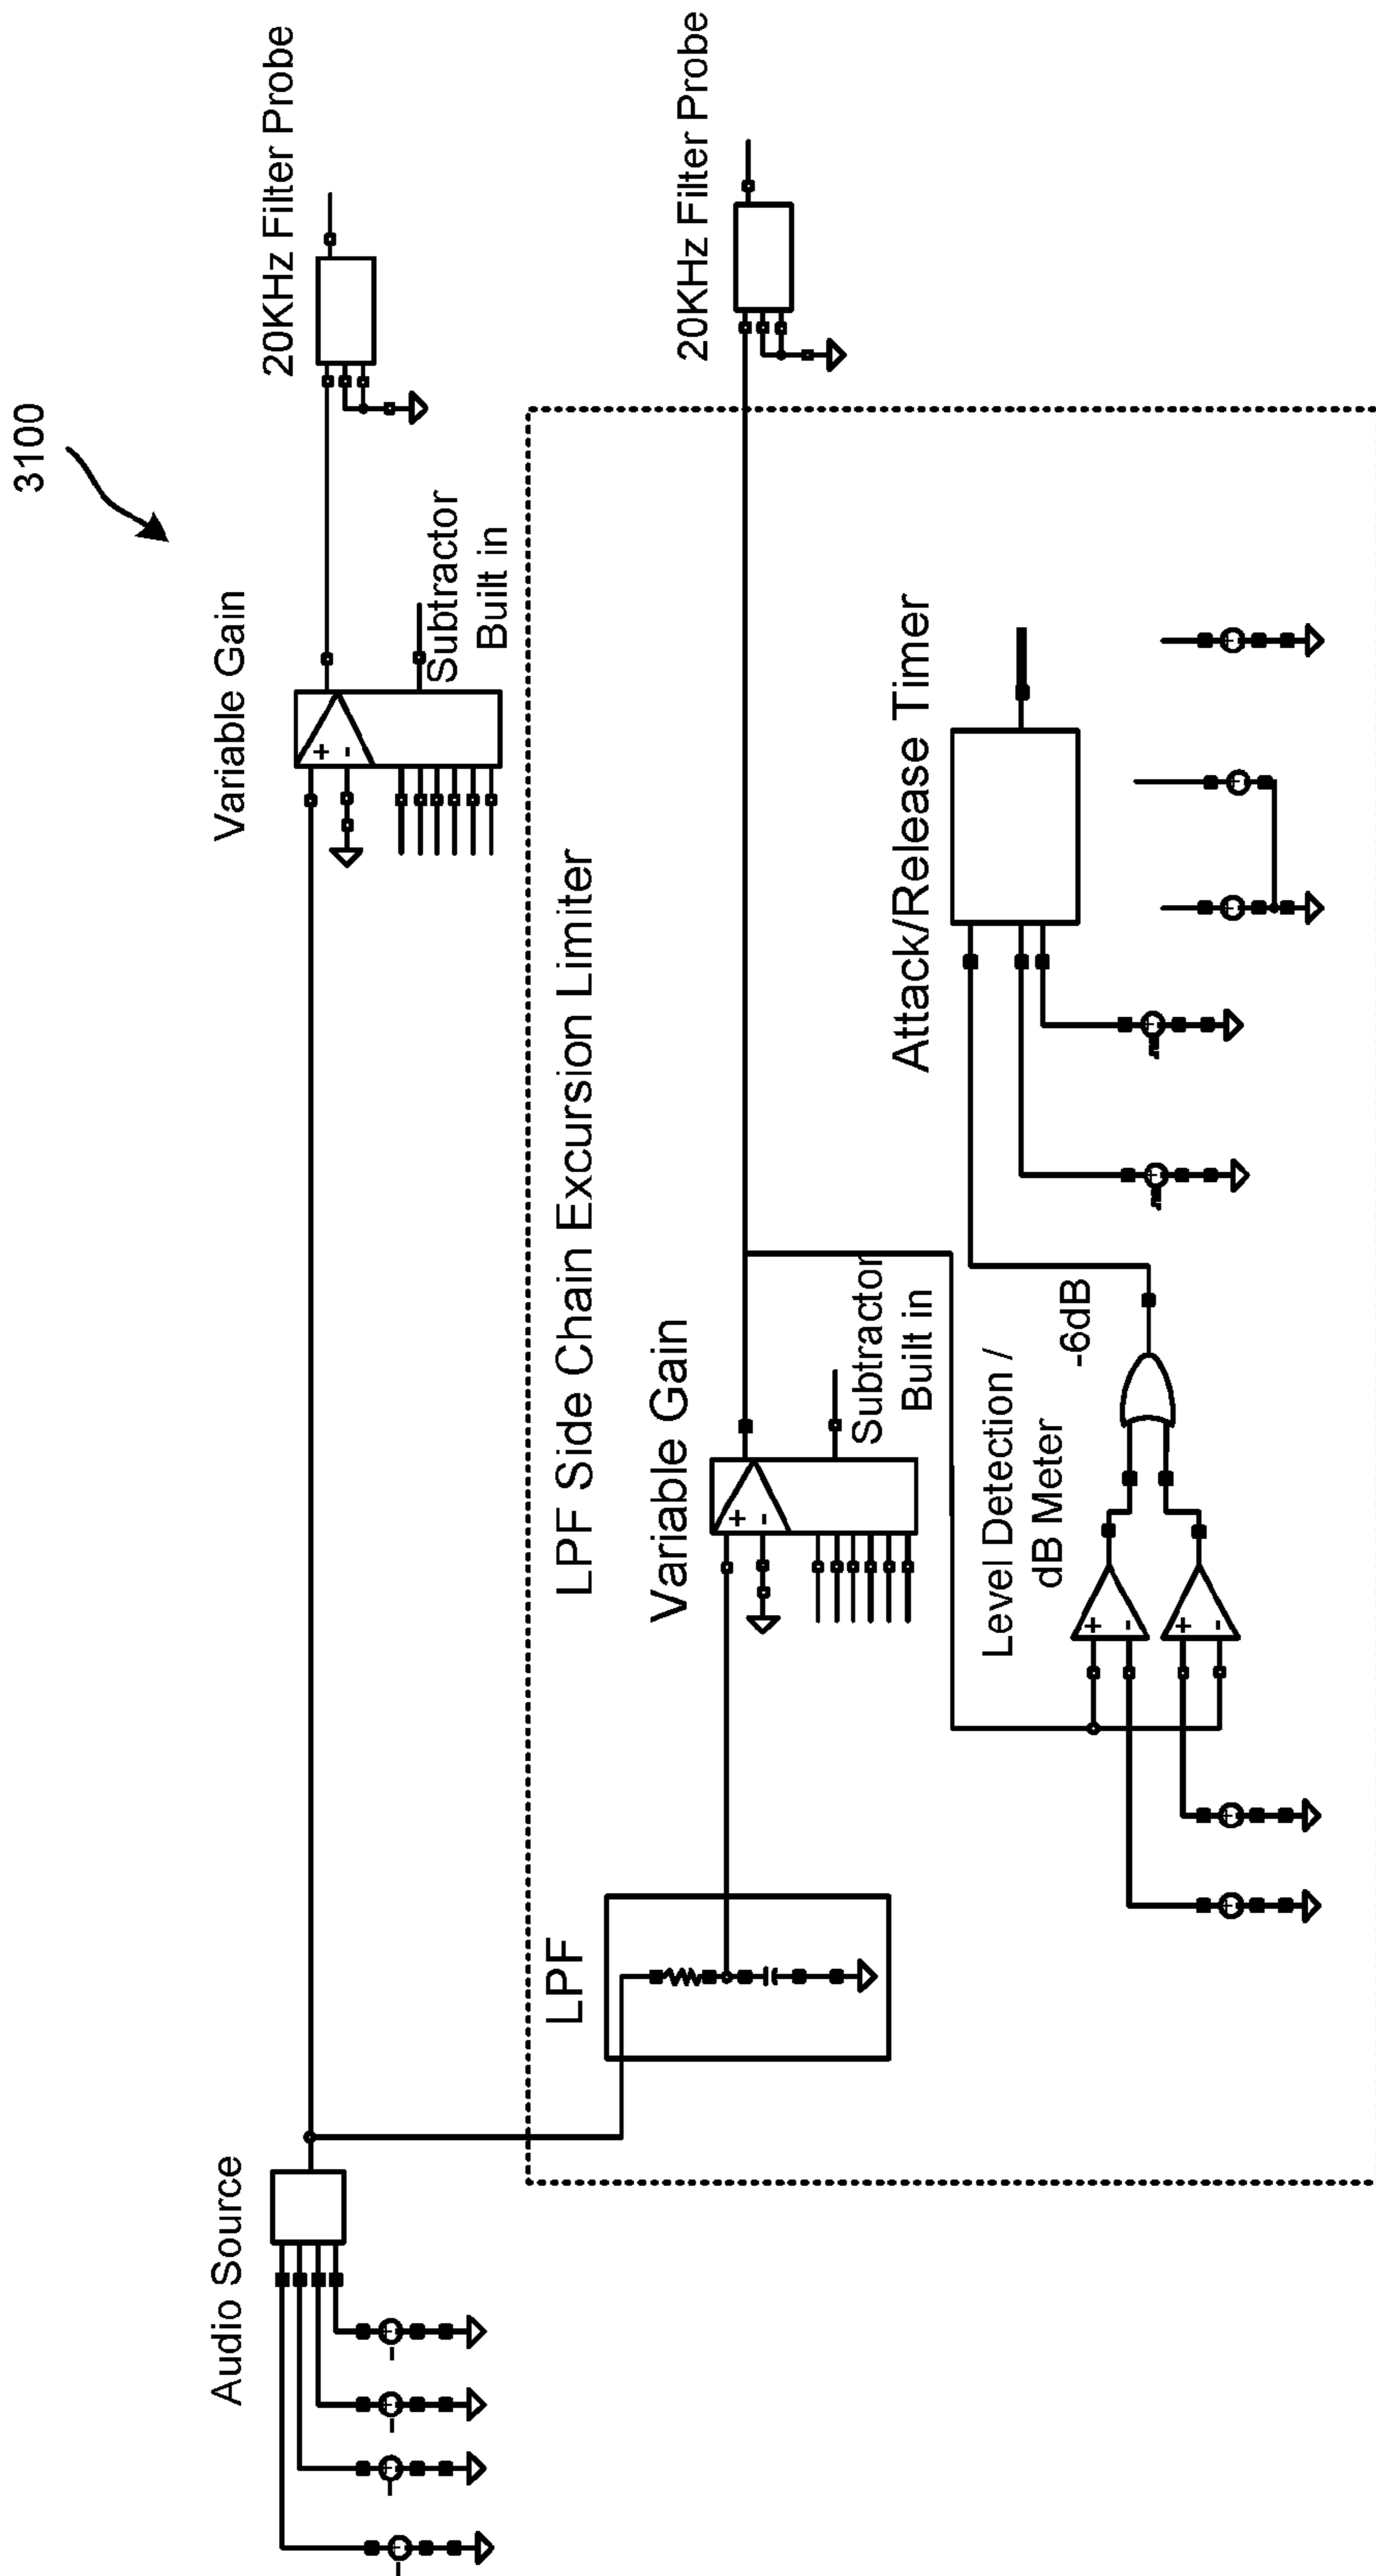 3100
Audio Source
Variable Gain
+
-
Subtractor
Built in
20KHz Filter Probe
LPF Side Chain Excursion Limiter
LPF
Variable Gain
+
-
Subtractor
Built in
20KHz Filter Probe
Level Detection /
dB Meter
-6dB
+
-
+
-
Attack/Release Timer